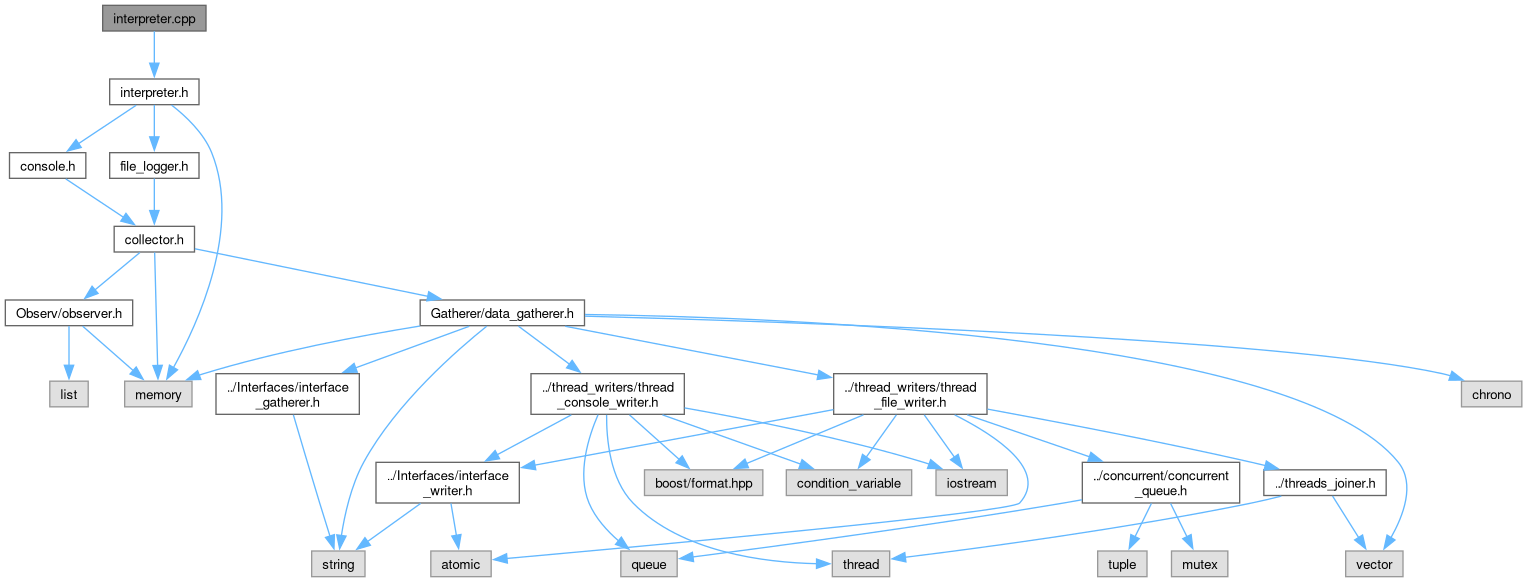 interpreter.cpp
interpreter.h
console.h
file_logger.h
collector.h
Observ/observer.h
Gatherer/data_gatherer.h
list
memory
../Interfaces/interface
_gatherer.h
../thread_writers/thread
_console_writer.h
../thread_writers/thread
_file_writer.h
chrono
../Interfaces/interface
_writer.h
boost/format.hpp
condition_variable
iostream
../concurrent/concurrent
_queue.h
../threads_joiner.h
string
atomic
queue
thread
tuple
mutex
vector